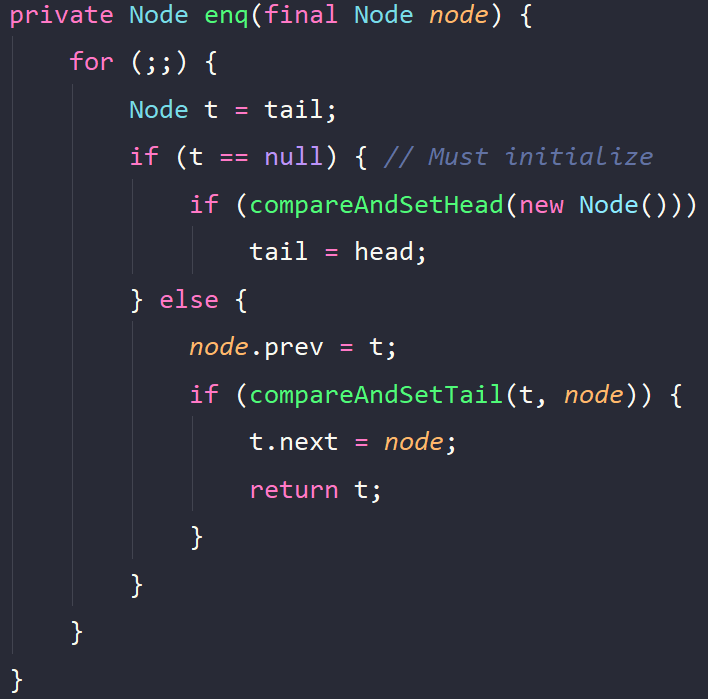 private Node enq(final Node node) {
    for (;;) {
        Node t = tail;
        if (t == null) { // Must initialize
            if (compareAndSetHead(new Node()))
                tail = head;
        } else {
            node.prev = t;
            if (compareAndSetTail(t, node)) {
                t.next = node;
                return t;
            }
        }
    }
}